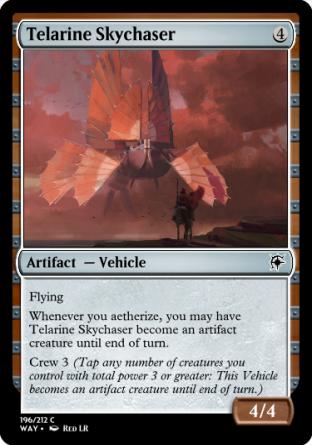 Telarine Skychaser 4
Artifact — Vehicle
Flying
Whenever you aetherize, you may have
Telarine Skychaser become an artifact
creature until end of turn.
Crew 3 (Tap any number of creatures you
control with total power 3 or greater: This Vehicle
becomes an artifact creature until end of turn.)
4/4
196/212 C
WAY • RED LR